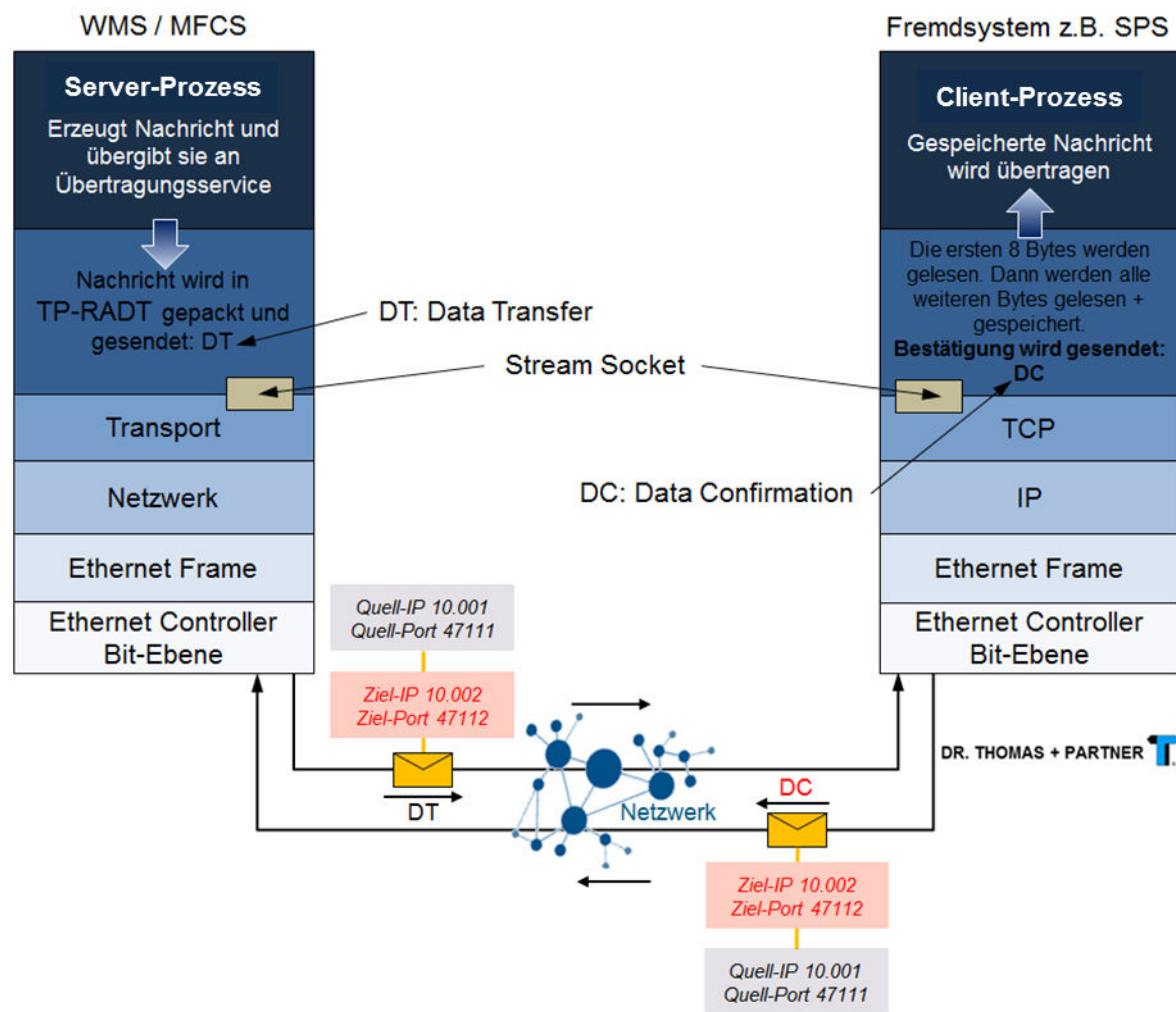 WMS / MFCS
Server-Prozess
Erzeugt Nachricht und
übergibt sie an
Übertragungsservice
Nachricht wird in
TP-RADT gepackt und
gesendet: DT
Transport
Netzwerk
Ethernet Frame
Ethernet Controller
Bit-Ebene
DT: Data Transfer
Stream Socket
DC: Data Confirmation
Fremdsystem z.B. SPS
Client-Prozess
Gespeicherte Nachricht
wird übertragen
Die ersten 8 Bytes werden
gelesen. Dann werden alle
weiteren Bytes gelesen +
gespeichert.
Bestätigung wird gesendet:
DC
TCP
IP
Ethernet Frame
Ethernet Controller
Bit-Ebene
Quell-IP 10.001
Quell-Port 47111
Ziel-IP 10.002
Ziel-Port 47112
DT
Netzwerk
DC
DR. THOMAS + PARTNER
Ziel-IP 10.002
Ziel-Port 47112
Quell-IP 10.001
Quell-Port 47111